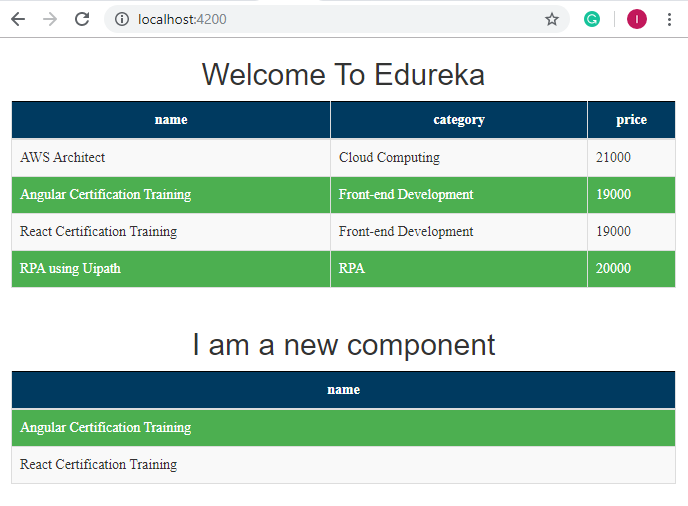 localhost:4200
I
Welcome To Edureka
name category price
AWS Architect Cloud Computing 21000
Angular Certification Training Front-end Development 19000
React Certification Training Front-end Development 19000
RPA using Uipath RPA 20000
I am a new component
name
Angular Certification Training
React Certification Training